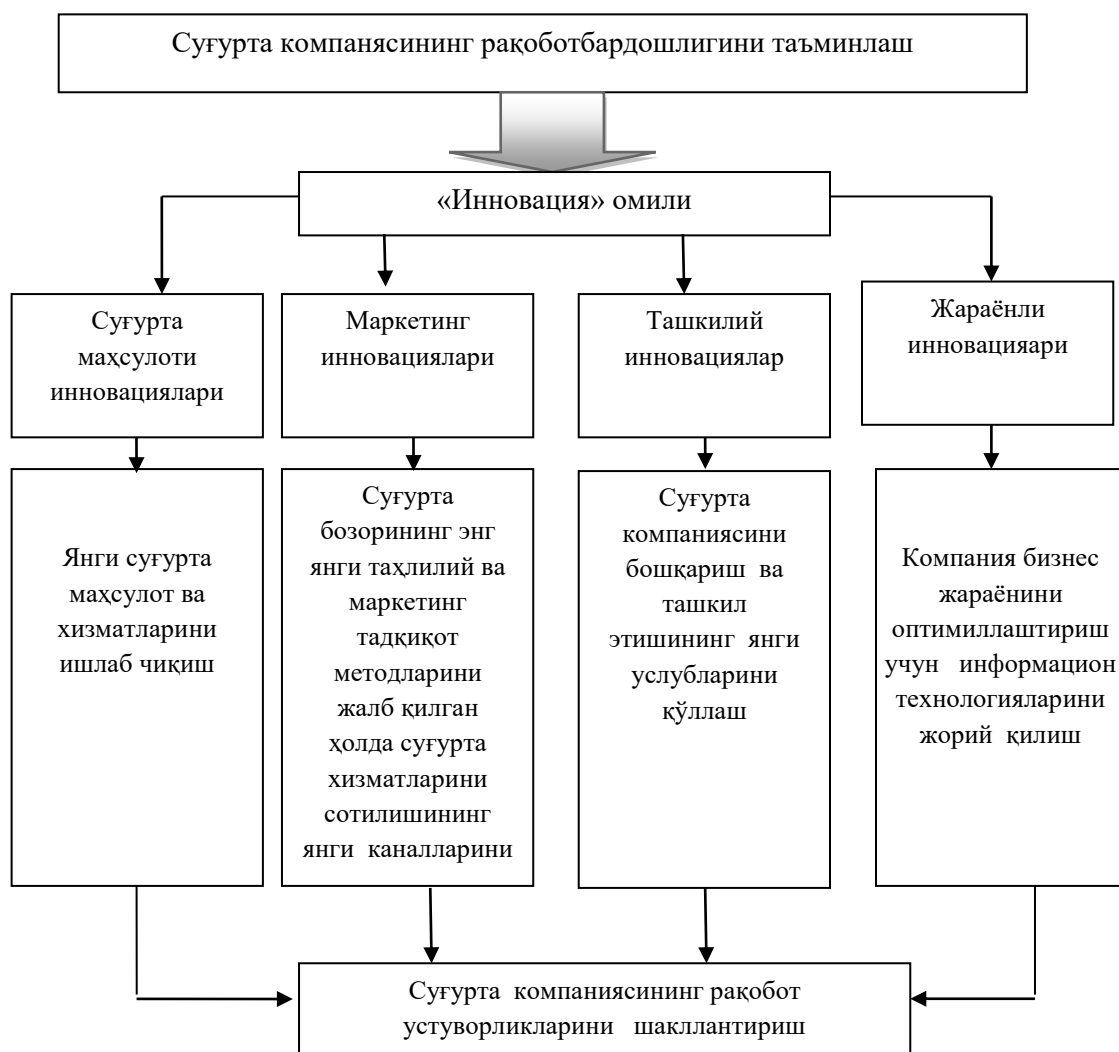 Суғурта компанясининг рақоботбардошлигини таъминлаш
«Инновация» омили
Суғурта
маҳсулоти
инновациялари
Маркетинг
инновациялари
Ташкилий
инновациялар
Жараёнли
инновацияари
Янги суғурта
маҳсулот ва
хизматларини
ишлаб чиқиш
Суғурта
бозорининг энг
янги таҳлилий ва
маркетинг
тадқиқот
методларини
жалб қилган
ҳолда суғурта
хизматларини
сотилишининг
янги каналларини
Суғурта
компаниясини
бошқариш ва
ташкил
этишининг янги
услубларини
қўллаш
Компания бизнес
жараёнини
оптимиллаштириш
учун информацион
технологияларини
жорий қилиш
Суғурта компаниясининг рақобот
устуворликларини шакллантириш